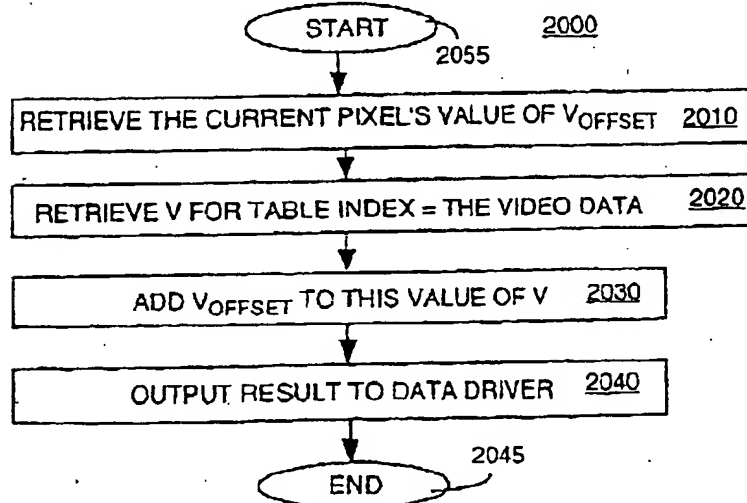 START 2000
2055
RETRIEVE THE CURRENT PIXEL'S VALUE OF VOFFSET 2010
RETRIEVE V FOR TABLE INDEX = THE VIDEO DATA 2020
ADD VOFFSET TO THIS VALUE OF V 2030
OUTPUT RESULT TO DATA DRIVER 2040
2045
END